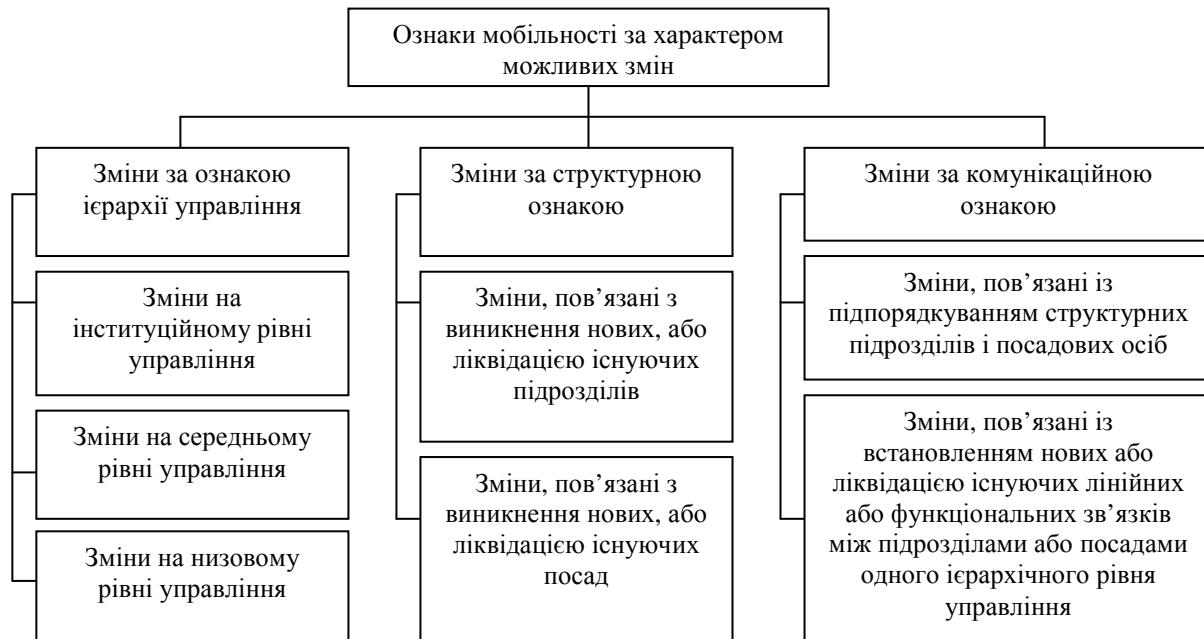 Ознаки мобільності за характером
можливих змін
Зміни за ознакою
ієрархії управління
Зміни на
інституційному рівні
управління
Зміни на середньому
рівні управління
Зміни на низовому
рівні управління
Зміни за структурною
ознакою
Зміни, пов’язані з
виникнення нових, або
ліквідацією існуючих
підрозділів
Зміни, пов’язані з
виникнення нових, або
ліквідацією існуючих
посад
Зміни за комунікаційною
ознакою
Зміни, пов’язані із
підпорядкуванням структурних
підрозділів і посадових осіб
Зміни, пов’язані із
встановленням нових або
ліквідацією існуючих лінійних
або функціональних зв’язків
між підрозділами або посадами
одного ієрархічного рівня
управління